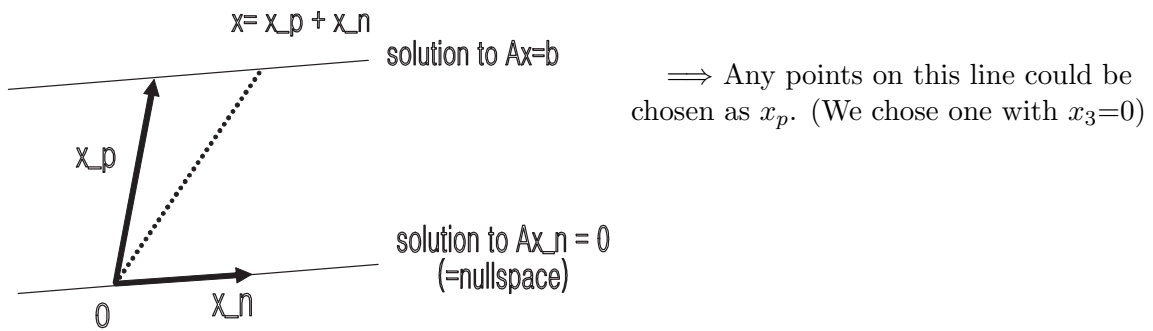 x= x_p + x_n
solution to Ax=b
⟹ Any points on this line could be
chosen as x_p. (We chose one with x_3=0)
x_p
solution to Ax_n = 0
(=nullspace)
x_n
0